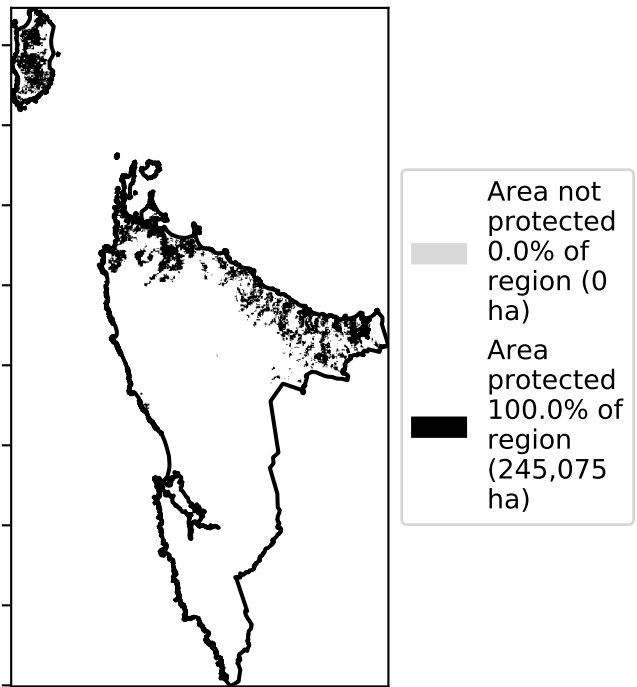 Area not
protected
0.0% of
region (0
ha)
Area
protected
100.0% of
region
(245,075
ha)